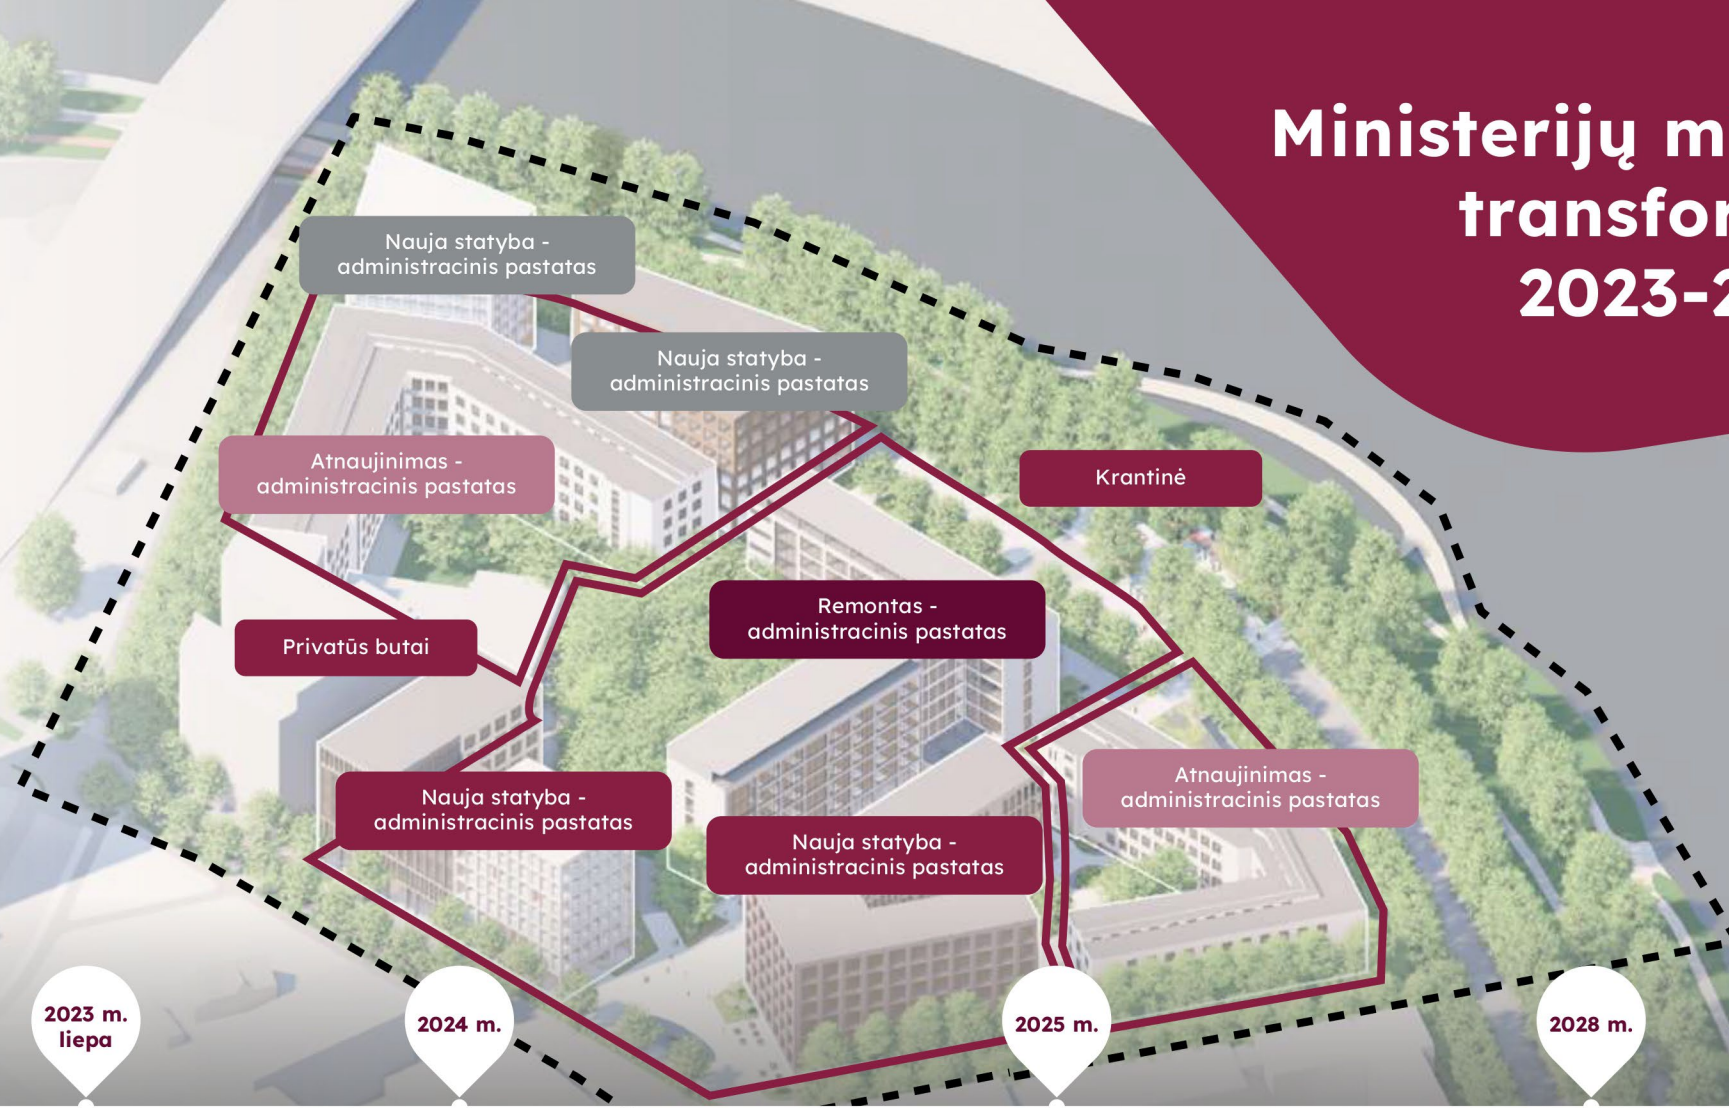 Ministerijų m
transfor
2023-2
Nauja statyba -
administracinis pastatas
Nauja statyba -
administracinis pastatas
Atnaujinimas -
administracinis pastatas
Krantinė
Remontas -
administracinis pastatas
Privatūs butai
Atnaujinimas -
administracinis pastatas
Nauja statyba -
administracinis pastatas
Nauja statyba -
administracinis pastatas
2023 m.
liepa
2024 m.
2025 m.
2028 m.